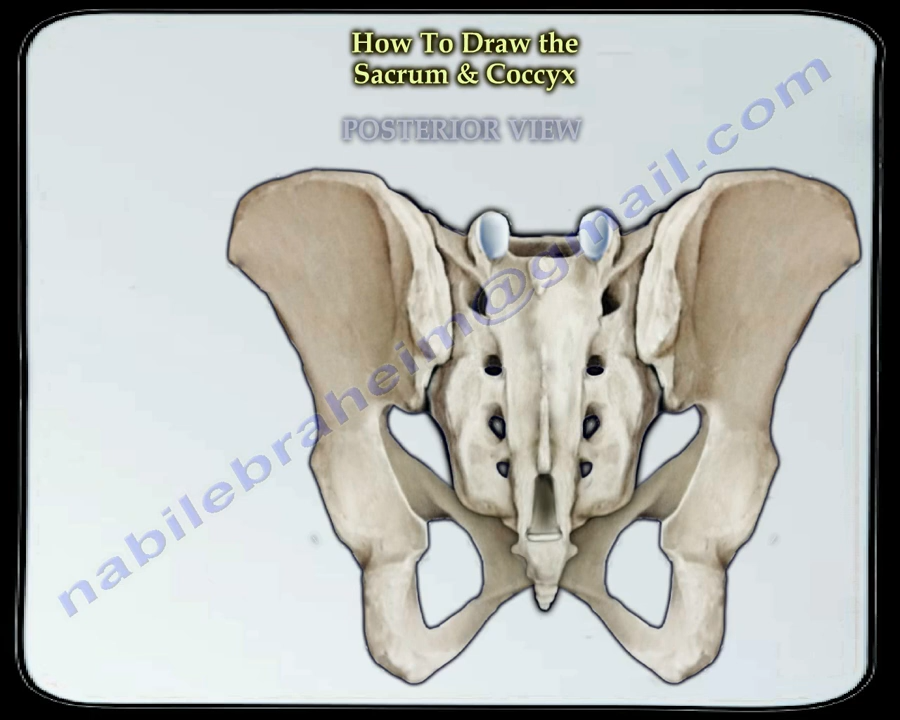 How To Draw the
Sacrum & Coccyx
POSTERIOR VIEW
nabilebraheim@gmail.com